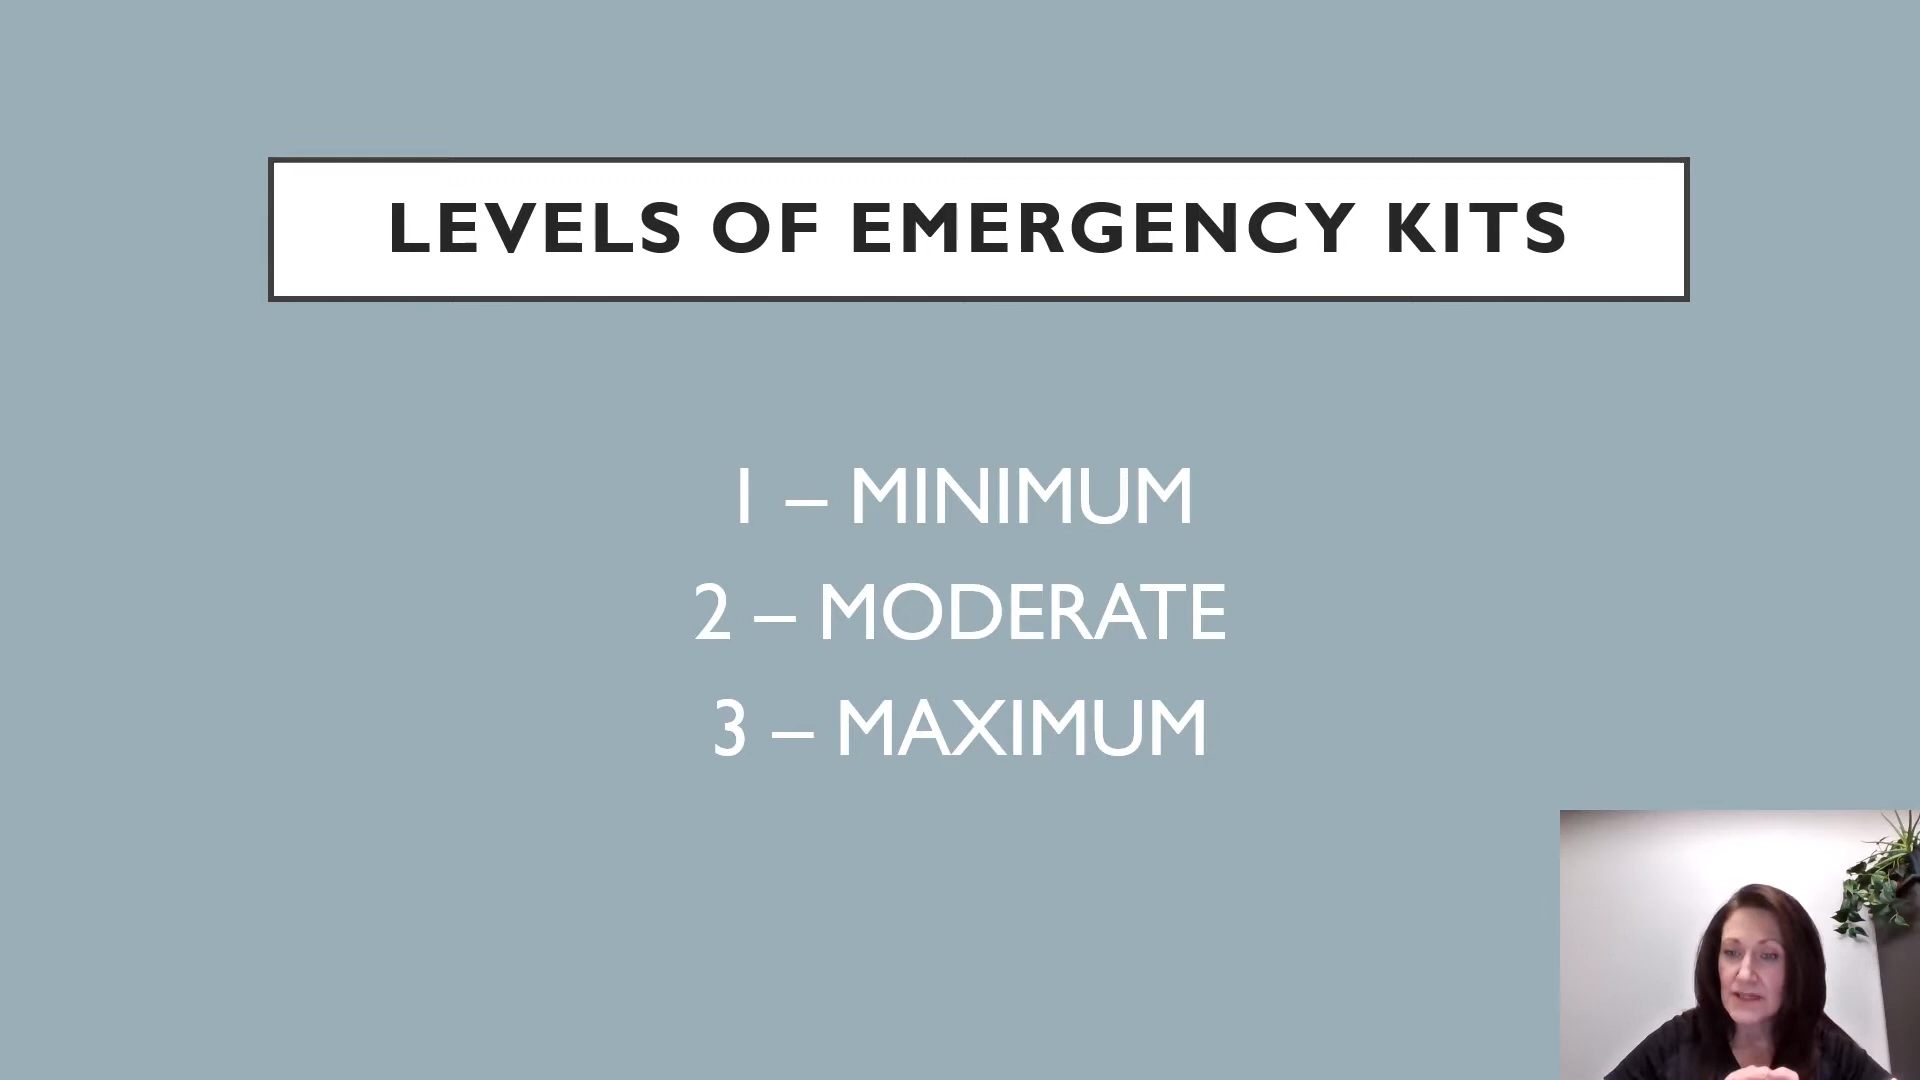 LEVELS OF EMERGENCY KITS
1 – MINIMUM
2 – MODERATE
3 – MAXIMUM